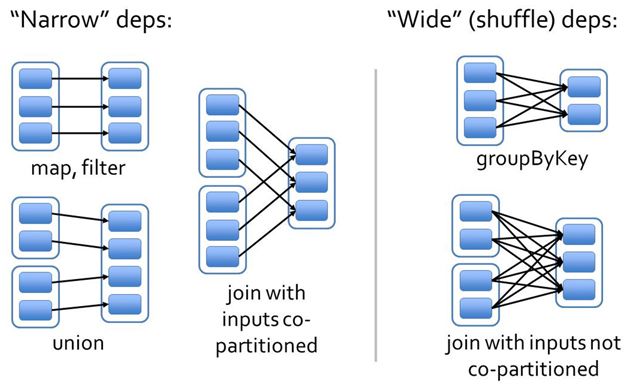 “Narrow” deps:
“Wide” (shuffle) deps:
map, filter
union
join with
inputs co-
partitioned
groupByKey
join with inputs not
co-partitioned